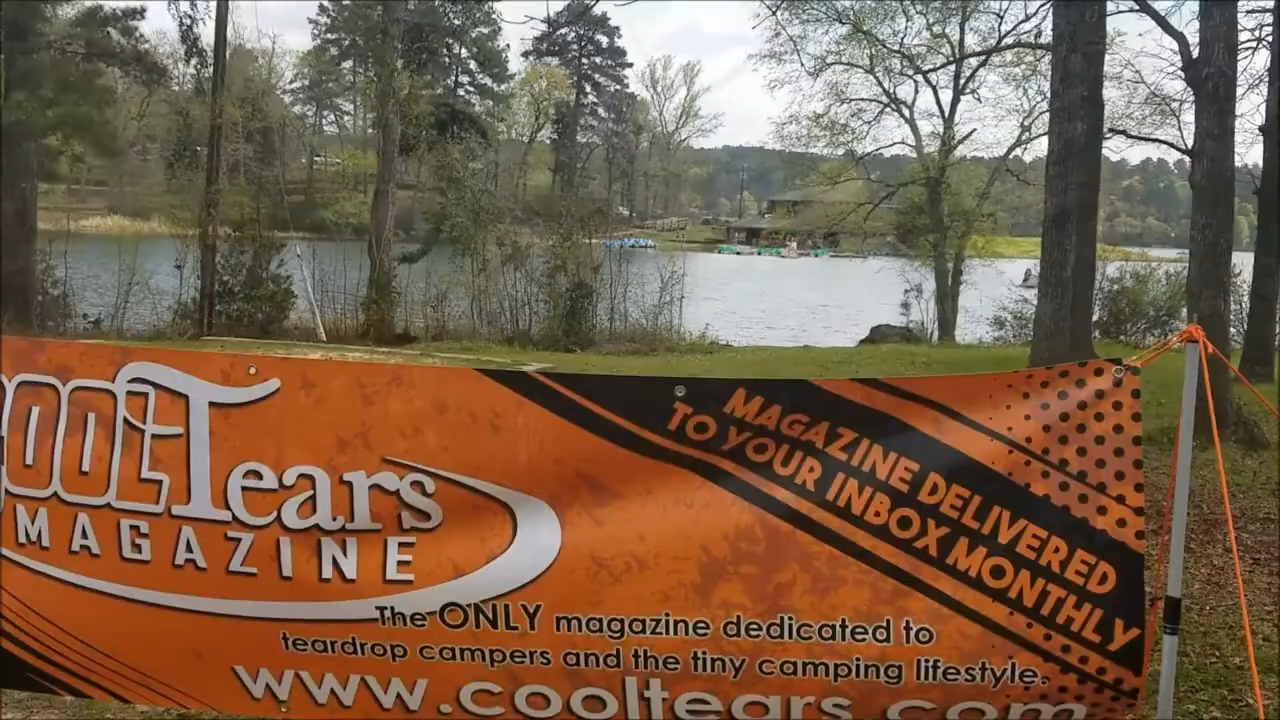 COOLTears
MAGAZINE
MAGAZINE DELIVERED
TO YOUR INBOX MONTHLY
The ONLY magazine dedicated to
teardrop campers and the tiny camping lifestyle.
www.cooltears.com